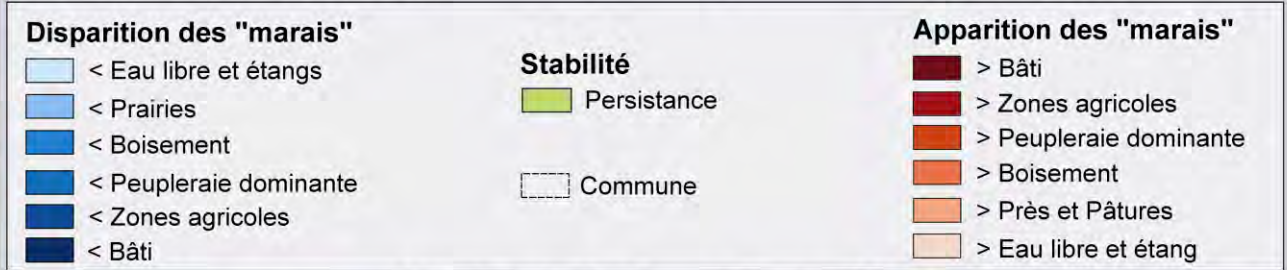 Disparition des "marais"
< Eau libre et étangs
< Prairies
< Boisement
< Peupleraie dominante
< Zones agricoles
< Bâti
Stabilité
Persistance
Commune
Apparition des "marais"
> Bâti
> Zones agricoles
> Peupleraie dominante
> Boisement
> Près et Pâtures
> Eau libre et étang